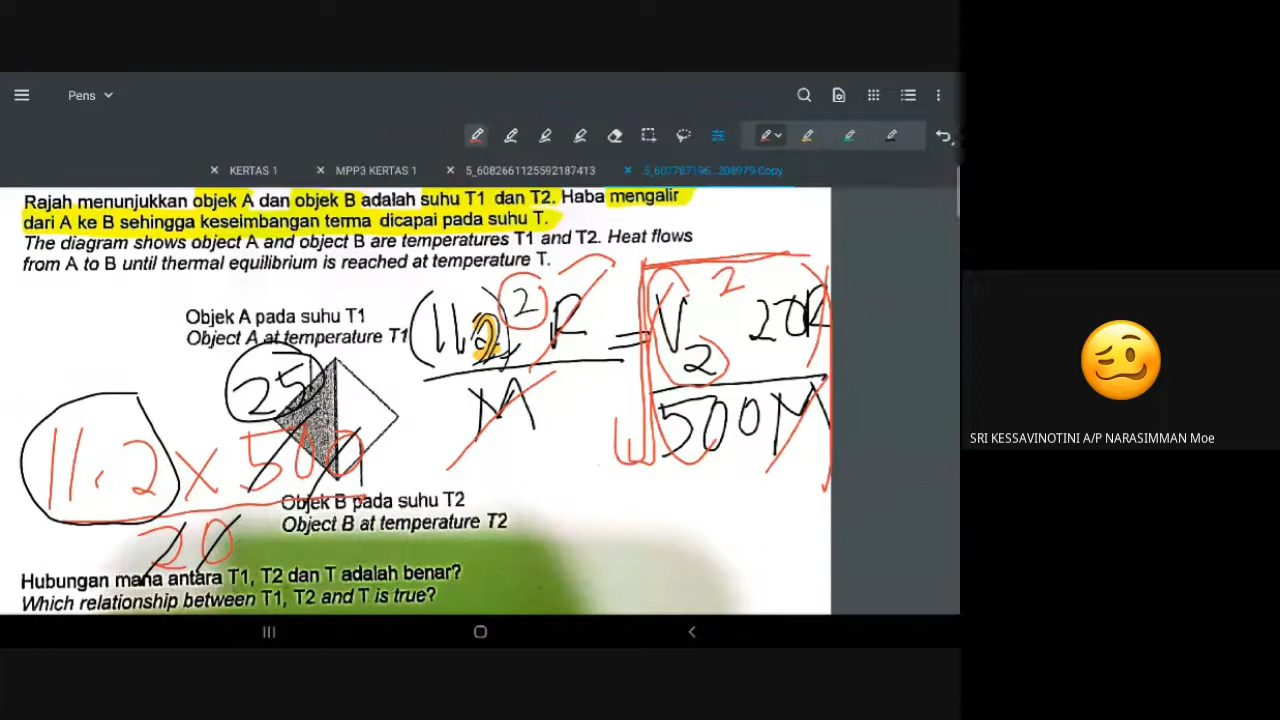 Pens
KERTAS 1
MPP3 KERTAS 1
5_6082661125592187413
5_607787196...208979 Copy
Rajah menunjukkan objek A dan objek B adalah suhu T1 dan T2. Haba mengalir
dari A ke B sehingga keseimbangan terma dicapai pada suhu T.
The diagram shows object A and object B are temperatures T1 and T2. Heat flows
from A to B until thermal equilibrium is reached at temperature T.
Objek A pada suhu T1
Object A at temperature T1
(11.2)² R = V₂² 20R
M 500M
25
11.2 x 500
20
Objek B pada suhu T2
Object B at temperature T2
Hubungan mana antara T1, T2 dan T adalah benar?
Which relationship between T1, T2 and T is true?
SRI KESSAVINOTINI A/P NARASIMMAN Moe